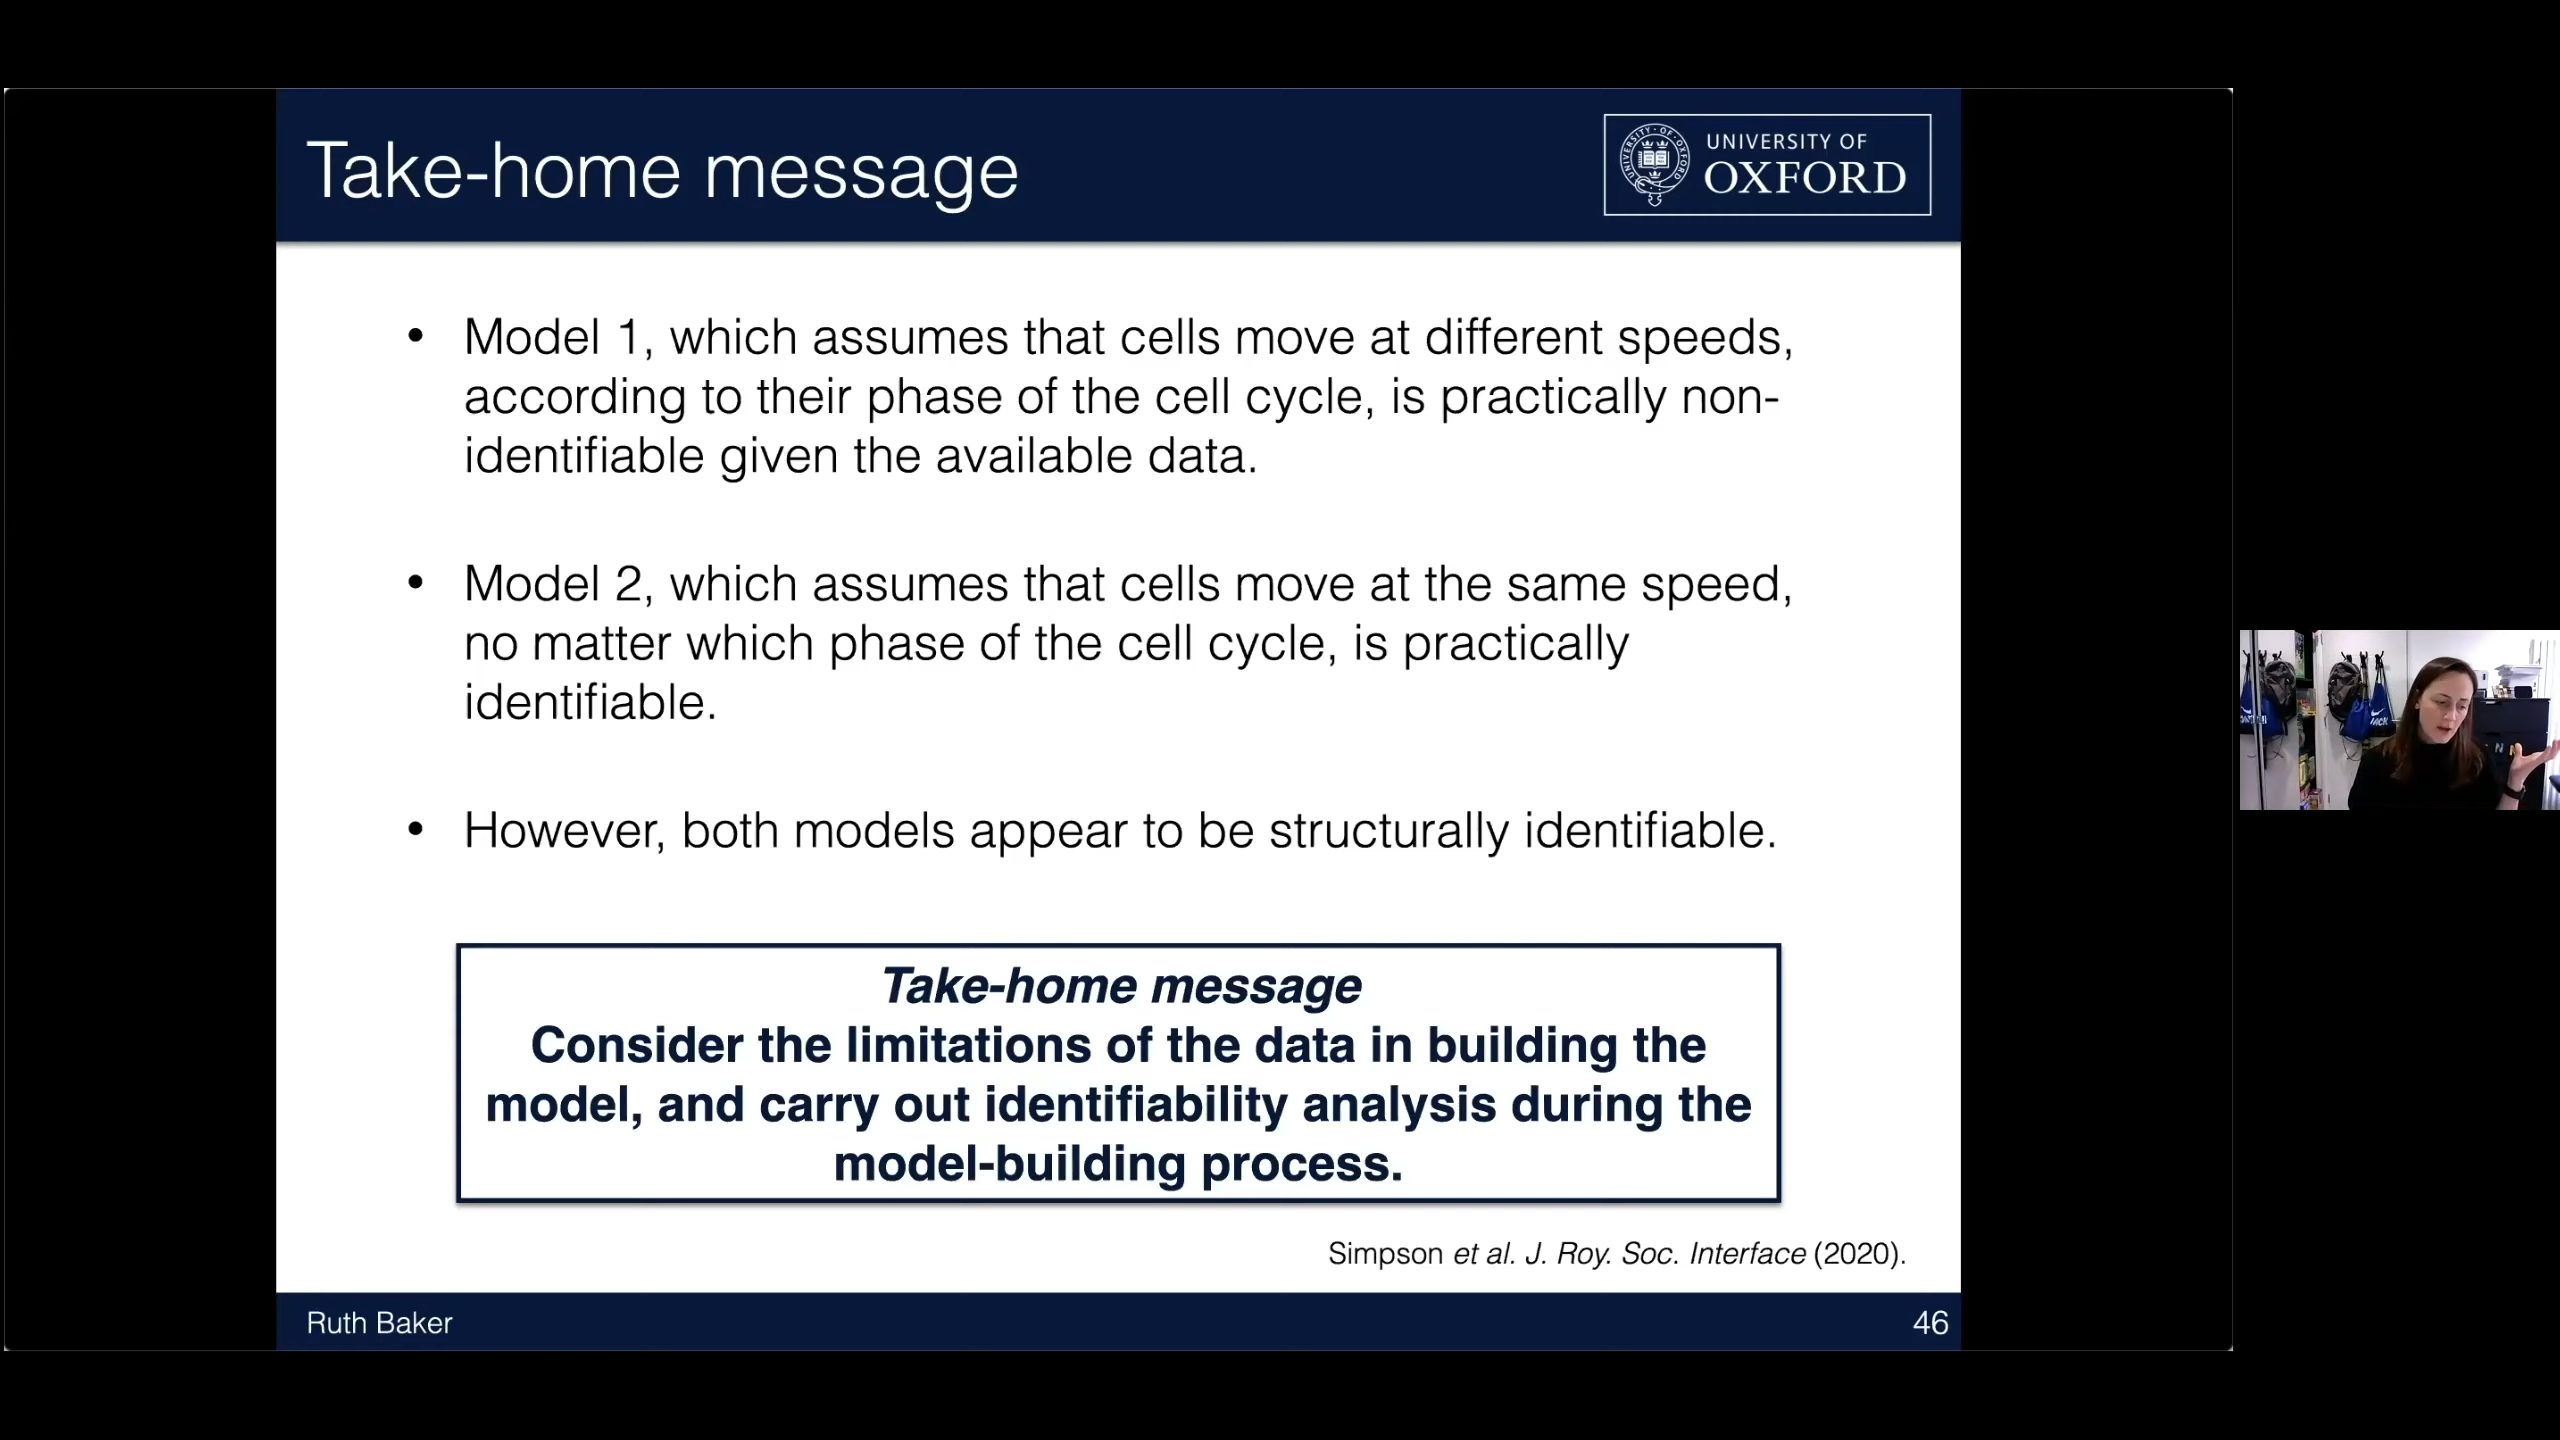 Take-home message
UNIVERSITY OF
OXFORD
• Model 1, which assumes that cells move at different speeds,
according to their phase of the cell cycle, is practically non-
identifiable given the available data.
• Model 2, which assumes that cells move at the same speed,
no matter which phase of the cell cycle, is practically
identifiable.
• However, both models appear to be structurally identifiable.
Take-home message
Consider the limitations of the data in building the
model, and carry out identifiability analysis during the
model-building process.
Simpson et al. J. Roy. Soc. Interface (2020).
Ruth Baker
46
JACK